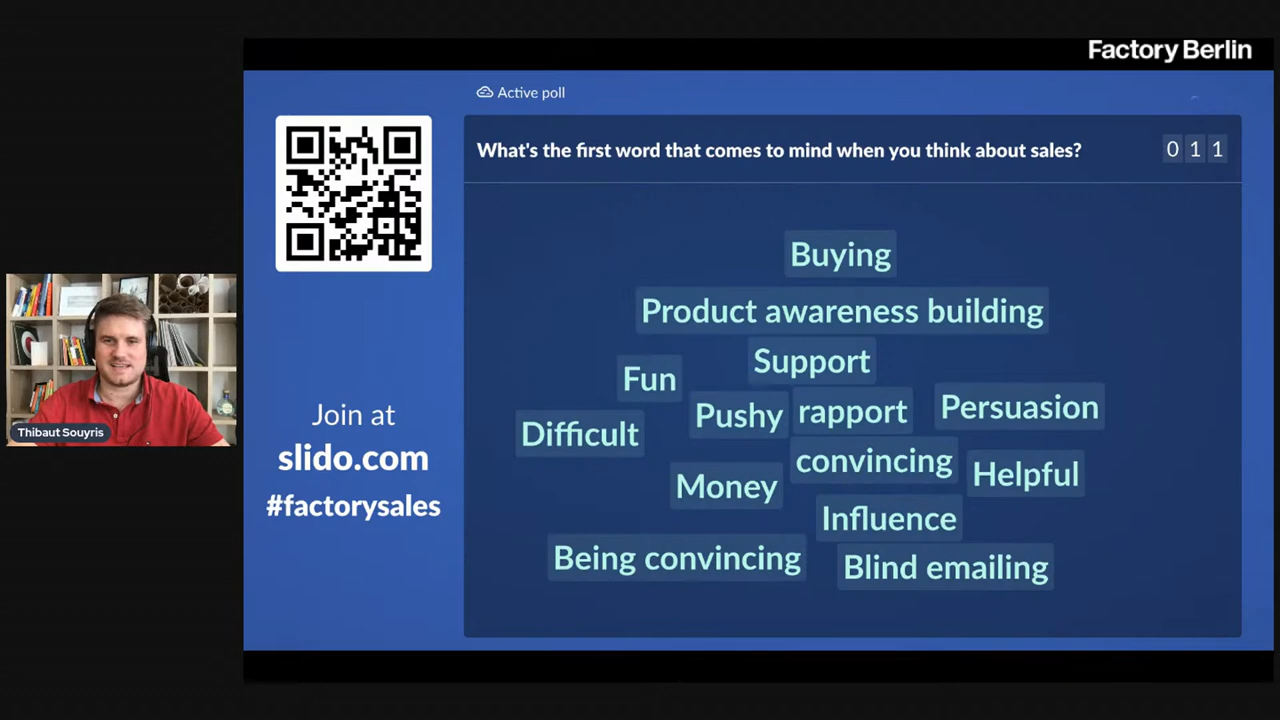 Factory Berlin
Active poll
What's the first word that comes to mind when you think about sales?
0 1 1
Buying
Product awareness building
Support
Fun
Pushy
rapport
Persuasion
Difficult
convincing
Helpful
Money
Influence
Being convincing
Blind emailing
Join at
slido.com
#factorysales
Thibaut Souyris